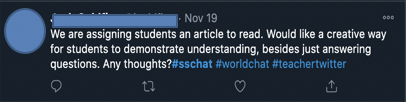 · Nov 19
We are assigning students an article to read. Would like a creative way
for students to demonstrate understanding, besides just answering
questions. Any thoughts?#sschat #worldchat #teachertwitter